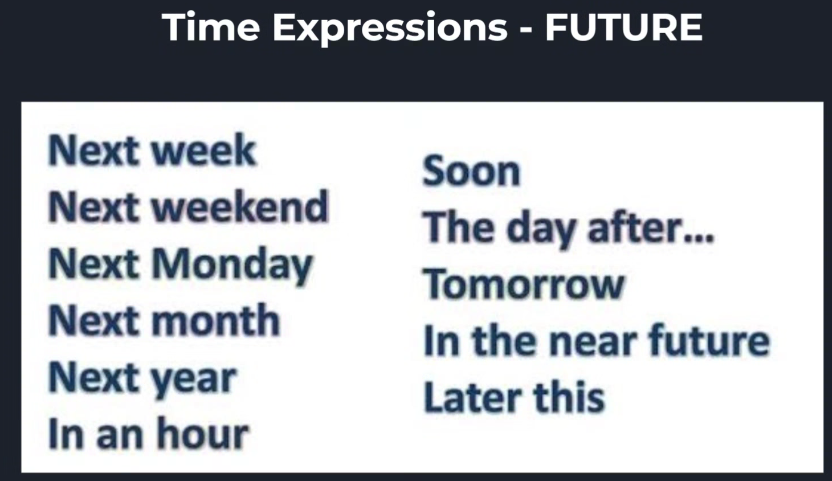 Time Expressions - FUTURE
Next week
Next weekend
Next Monday
Next month
Next year
In an hour
Soon
The day after...
Tomorrow
In the near future
Later this